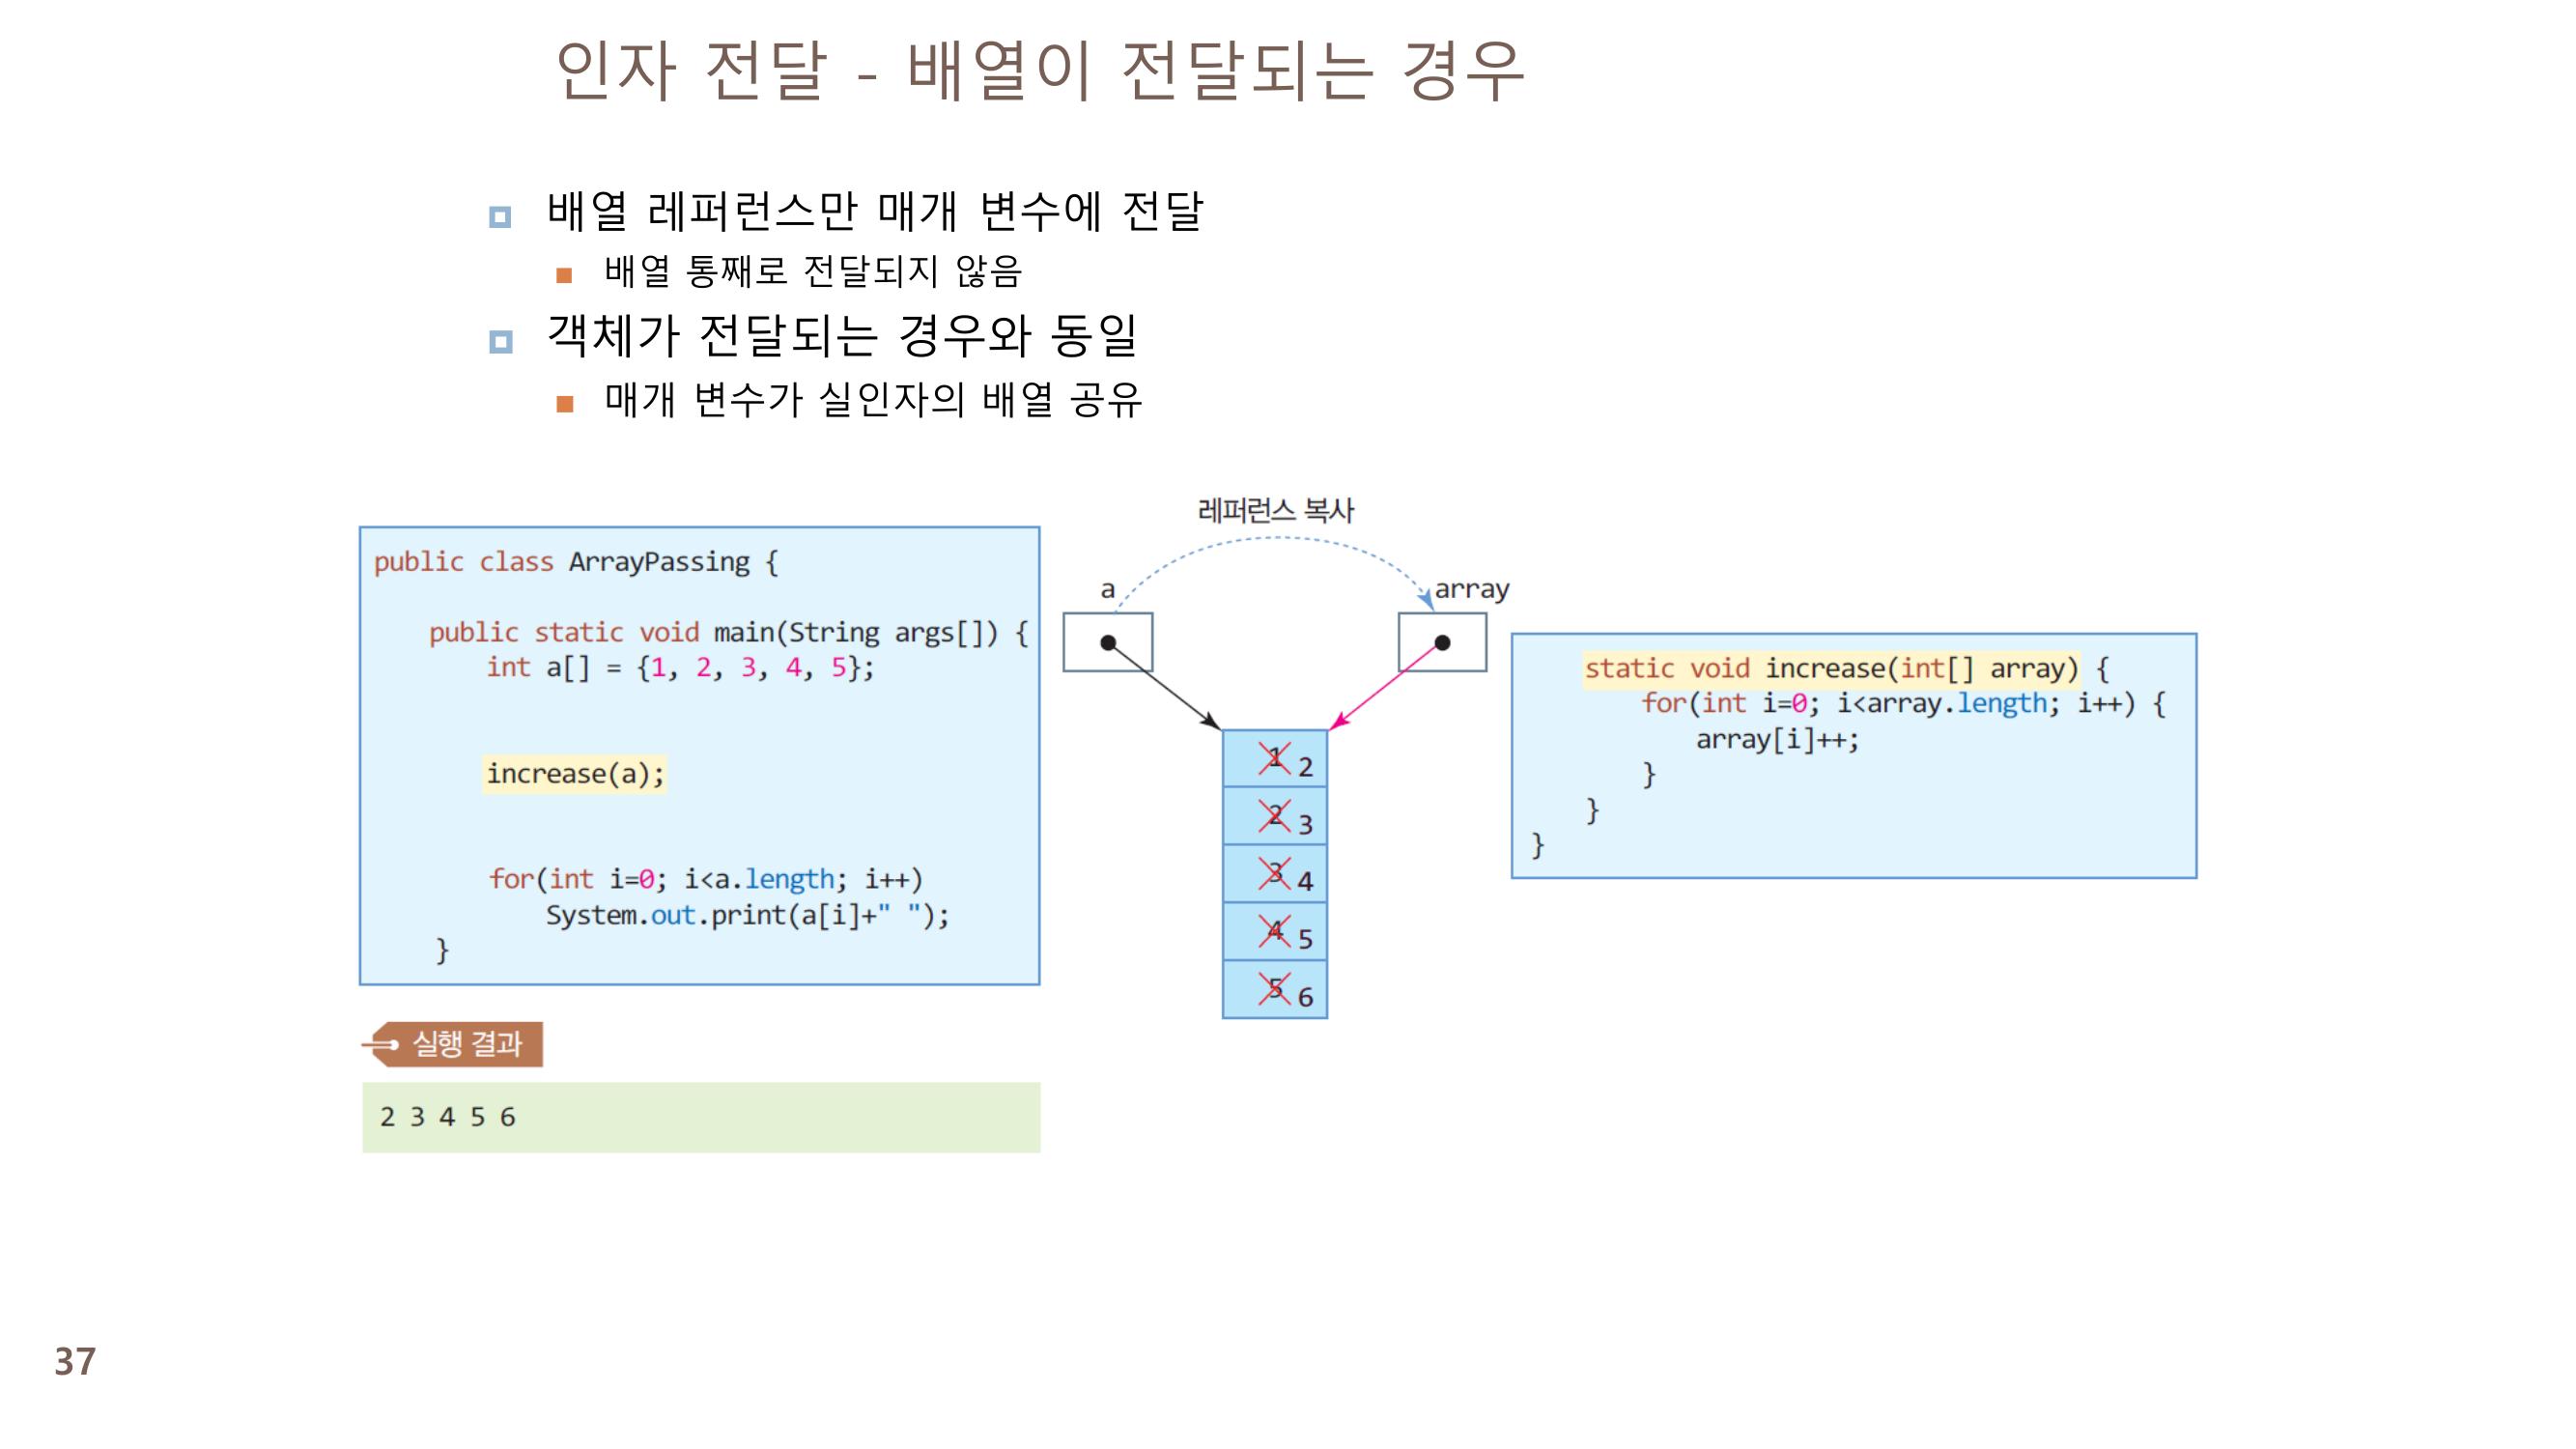 인자 전달 - 배열이 전달되는 경우
배열 레퍼런스만 매개 변수에 전달
배열 통째로 전달되지 않음
객체가 전달되는 경우와 동일
매개 변수가 실인자의 배열 공유
public class ArrayPassing {
public static void main(String args[]) {
int a[] = {1, 2, 3, 4, 5};
increase(a);
for(int i=0; i<a.length; i++)
System.out.print(a[i]+" ");
}
실행 결과
2 3 4 5 6
레퍼런스 복사
a
array
1 2
2 3
3 4
4 5
5 6
static void increase(int[] array) {
for(int i=0; i<array.length; i++) {
array[i]++;
}
}
}
37